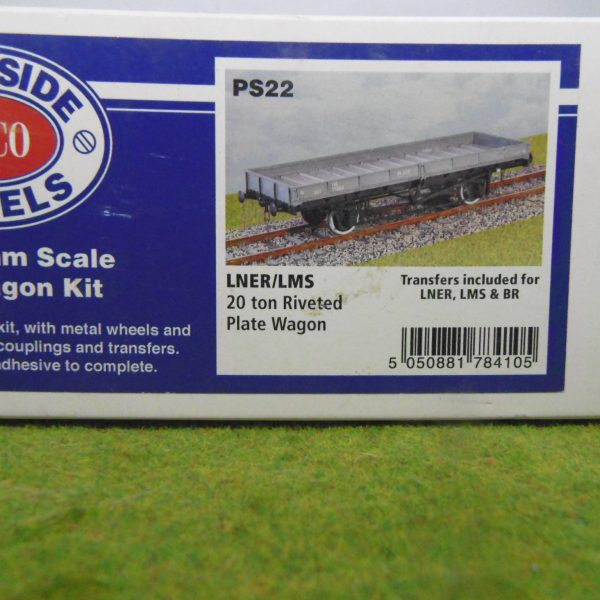 SIDE
CO
ELS
m Scale
gon Kit
kit, with metal wheels and
couplings and transfers.
dhesive to complete.
PS22
LNER/LMS
20 ton Riveted
Plate Wagon
Transfers included for
LNER, LMS & BR
5 050881 784105